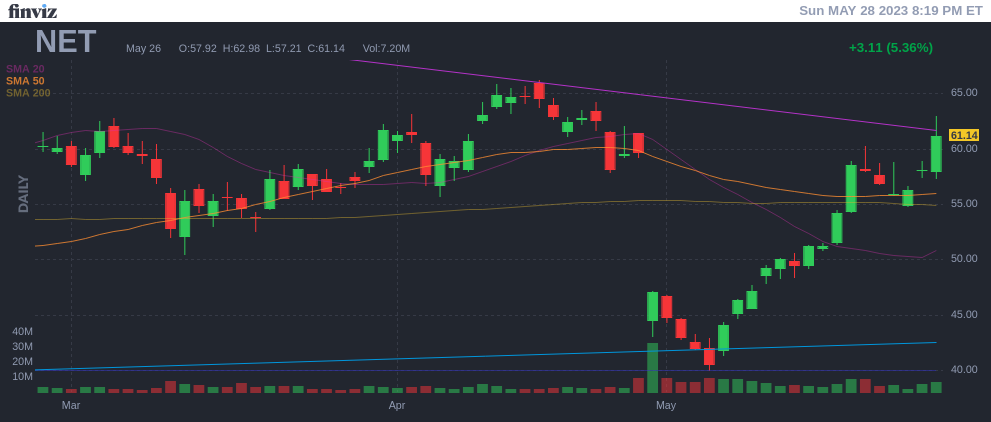 finviz
Sun MAY 28 2023 8:19 PM ET
NET
May 26 O:57.92 H:62.98 L:57.21 C:61.14 Vol:7.20M
+3.11 (5.36%)
SMA 20
SMA 50
SMA 200
DAILY
65.00
61.14
60.00
55.00
50.00
45.00
40.00
40M
30M
20M
10M
Mar
Apr
May